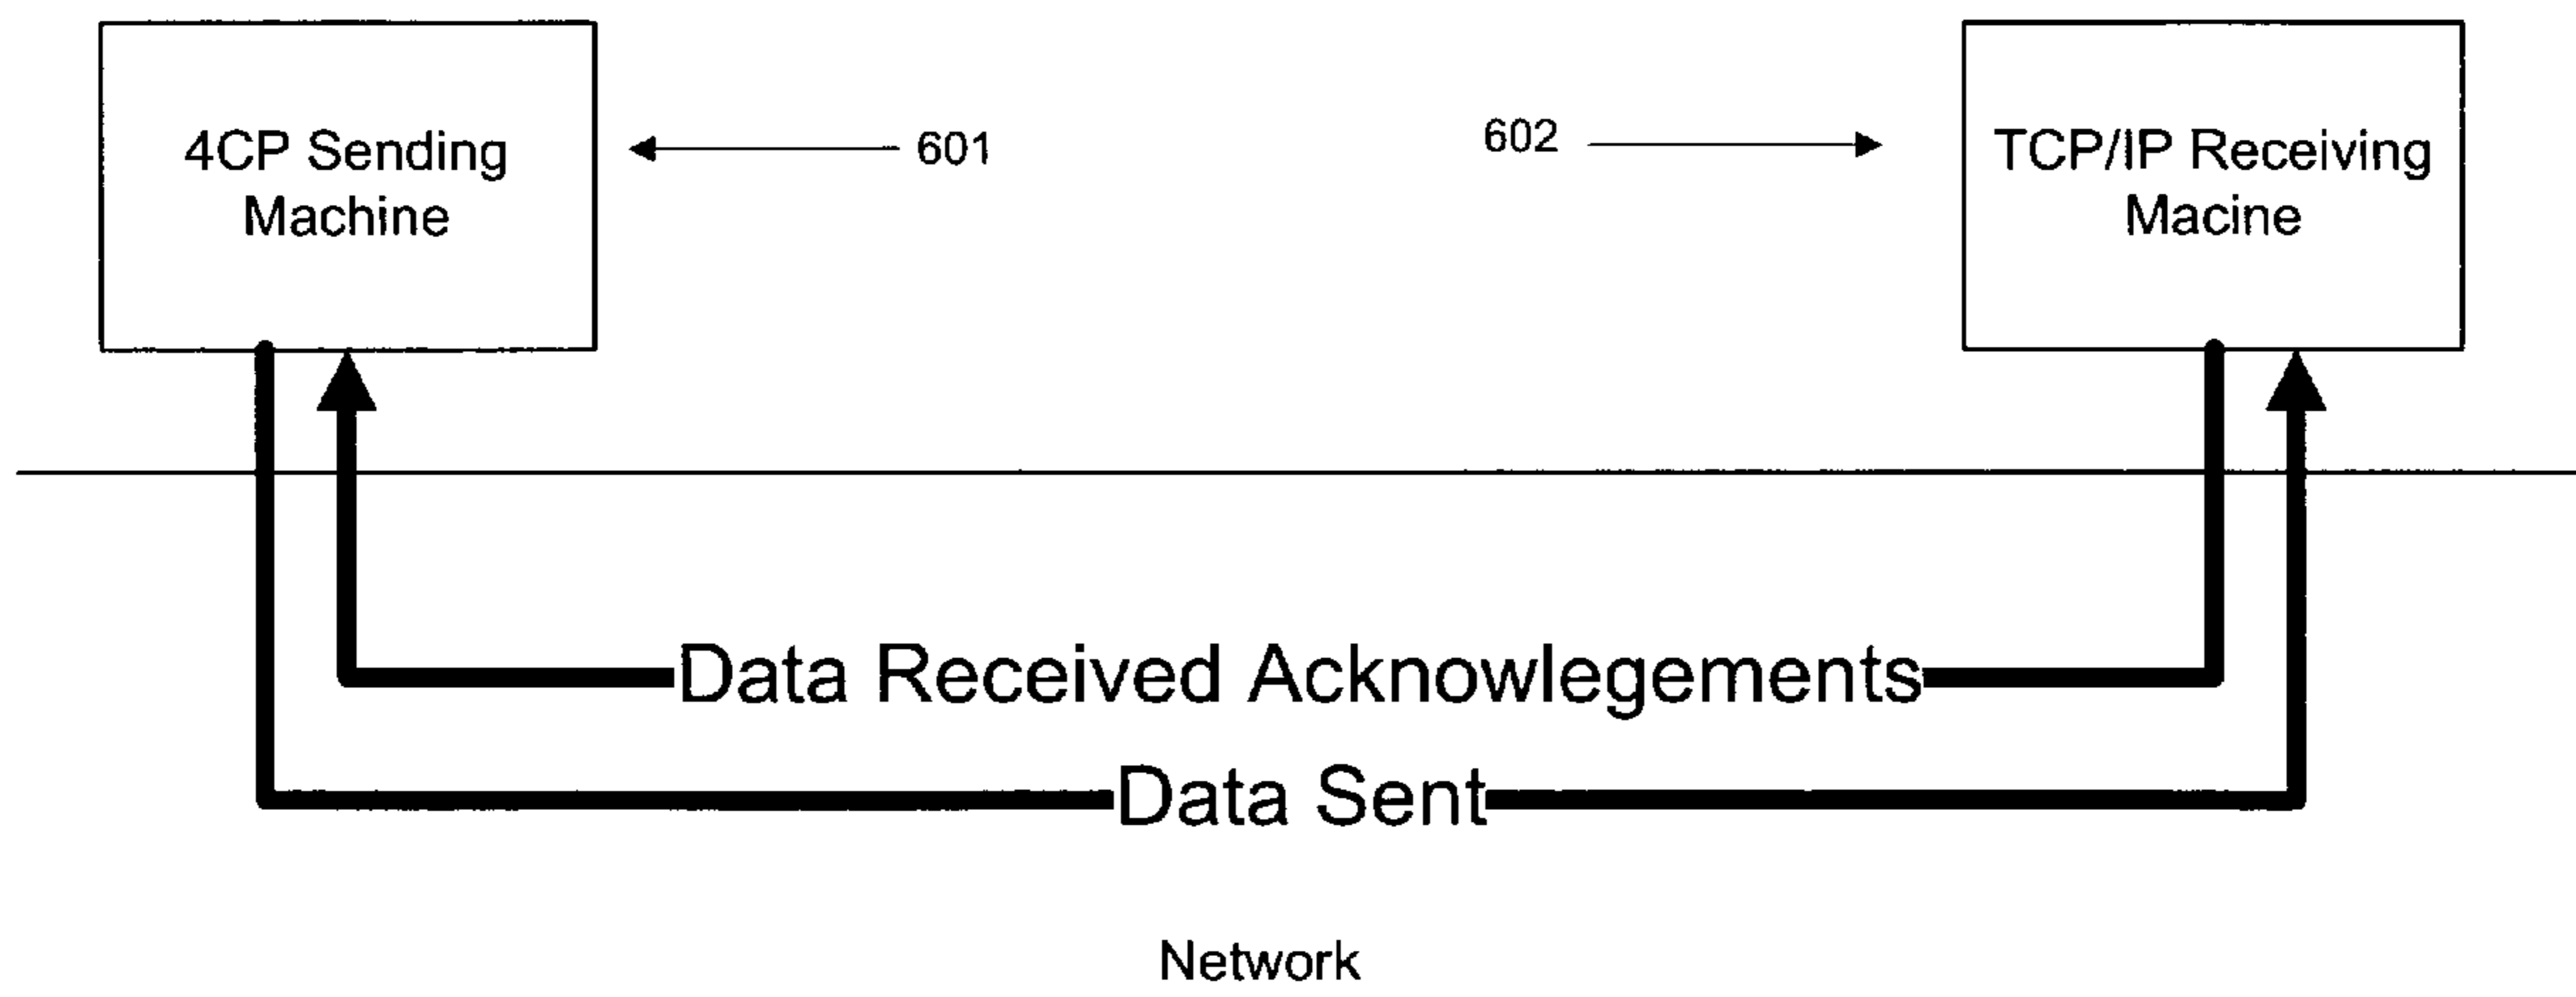 4CP Sending
Machine
601
602
TCP/IP Receiving
Macine
Data Received Acknowlegements
Data Sent
Network